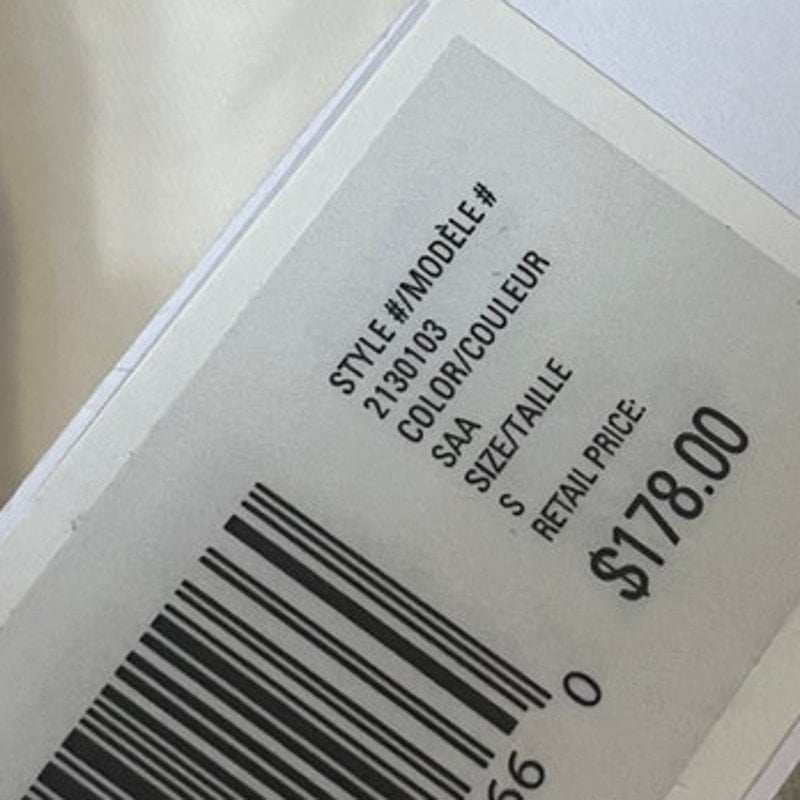 STYLE #/MODÈLE #
2130103
COLOR/COULEUR
SAA
SIZE/TAILLE
S
RETAIL PRICE:
$178.00
66
0